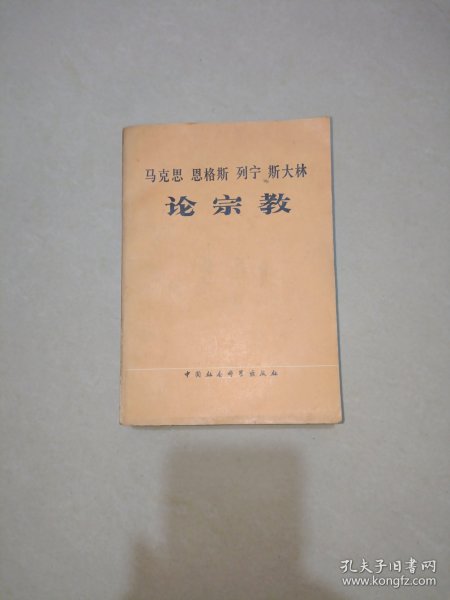 马克思 恩格斯 列宁 斯大林
论宗教
中国社会科学出版社
孔夫子旧书网
www.kongfz.com